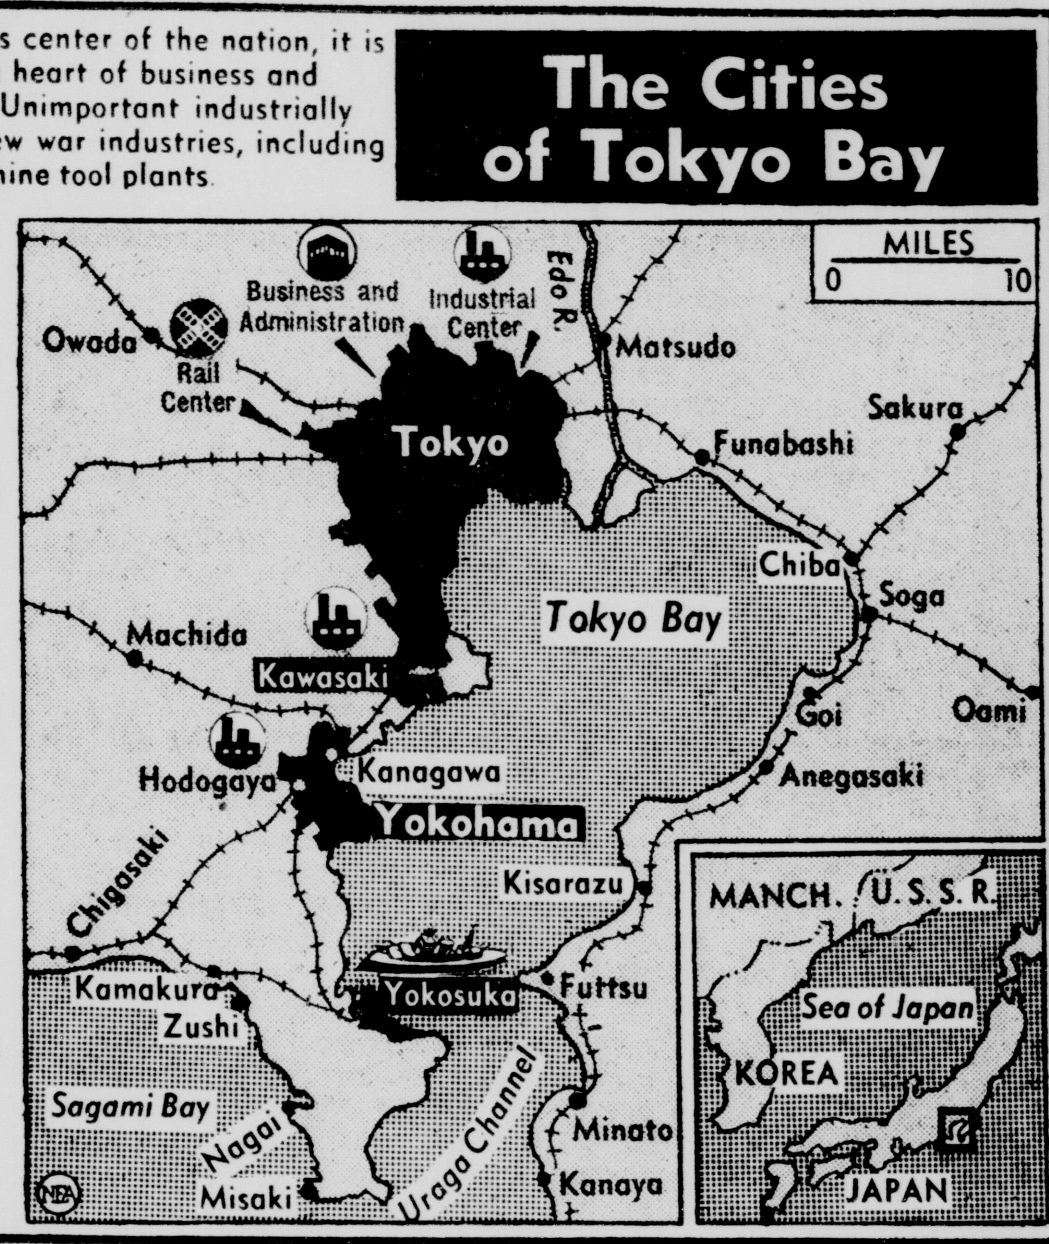 s center of the nation, it is
heart of business and
Unimportant industrially
ew war industries, including
hine tool plants.
The Cities
of Tokyo Bay
MILES
0 10
Business and
Administration
Industrial
Center
Edo R.
Owada
Rail
Center
Matsudo
Sakura
Tokyo
Funabashi
Chiba
Soga
Tokyo Bay
Machida
Kawasaki
Goi
Oami
Hodogaya
Kanagawa
Anegasaki
Yokohama
Chigasaki
Kisarazu
MANCH.
U.S.S.R.
Kamakura
Yokosuka
Futtsu
Zushi
Sea of Japan
KOREA
Sagami Bay
Nagai
Uraga Channel
Minato
Misaki
Kanaya
JAPAN
NEA